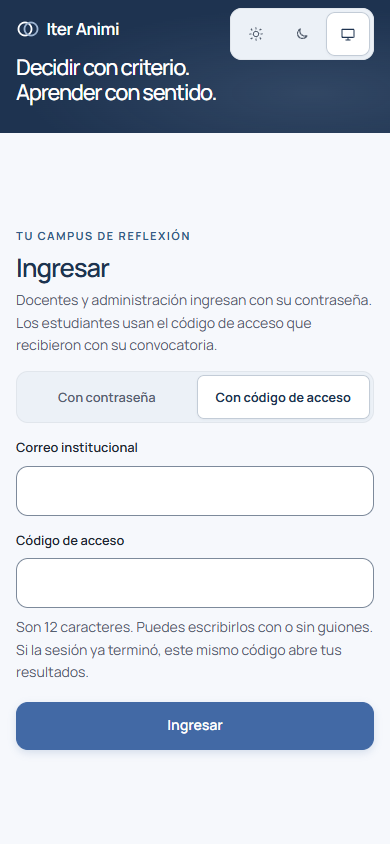 Iter Animi
Decidir con criterio.
Aprender con sentido.
TU CAMPUS DE REFLEXIÓN
Ingresar
Docentes y administración ingresan con su contraseña.
Los estudiantes usan el código de acceso que
recibieron con su convocatoria.
Con contraseña
Con código de acceso
Correo institucional
Código de acceso
Son 12 caracteres. Puedes escribirlos con o sin guiones.
Si la sesión ya terminó, este mismo código abre tus
resultados.
Ingresar